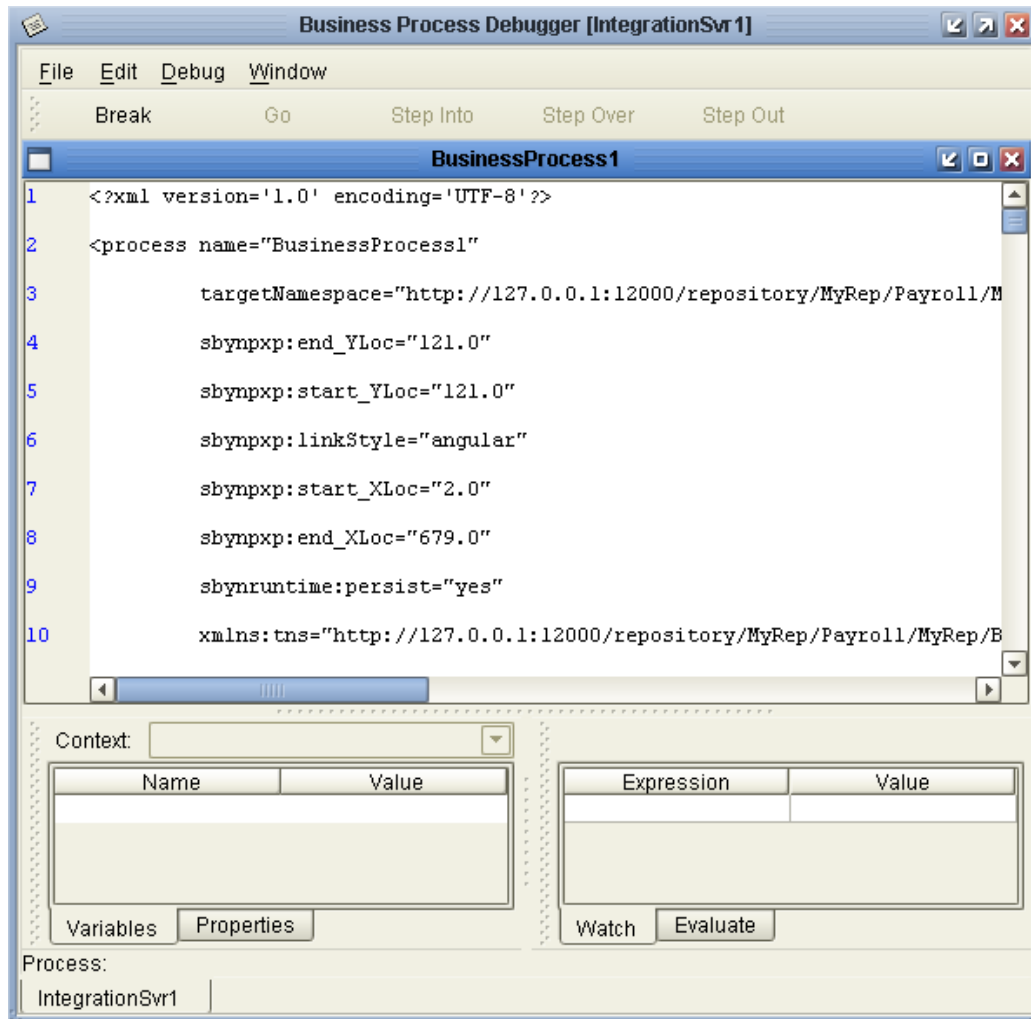 Business Process Debugger [IntegrationSvr1]
File Edit Debug Window
Break Go Step Into Step Over Step Out
BusinessProcess1
1 <?xml version='1.0' encoding='UTF-8'?>
2 <process name="BusinessProcess1"
3 targetNamespace="http://127.0.0.1:12000/repository/MyRep/Payroll/M
4 sbynpxp:end_YLoc="121.0"
5 sbynpxp:start_YLoc="121.0"
6 sbynpxp:linkStyle="angular"
7 sbynpxp:start_XLoc="2.0"
8 sbynpxp:end_XLoc="679.0"
9 sbynruntime:persist="yes"
10 xmlns:tns="http://127.0.0.1:12000/repository/MyRep/Payroll/MyRep/B
Context:
Name Value
Expression Value
Variables Properties
Watch Evaluate
Process:
IntegrationSvr1